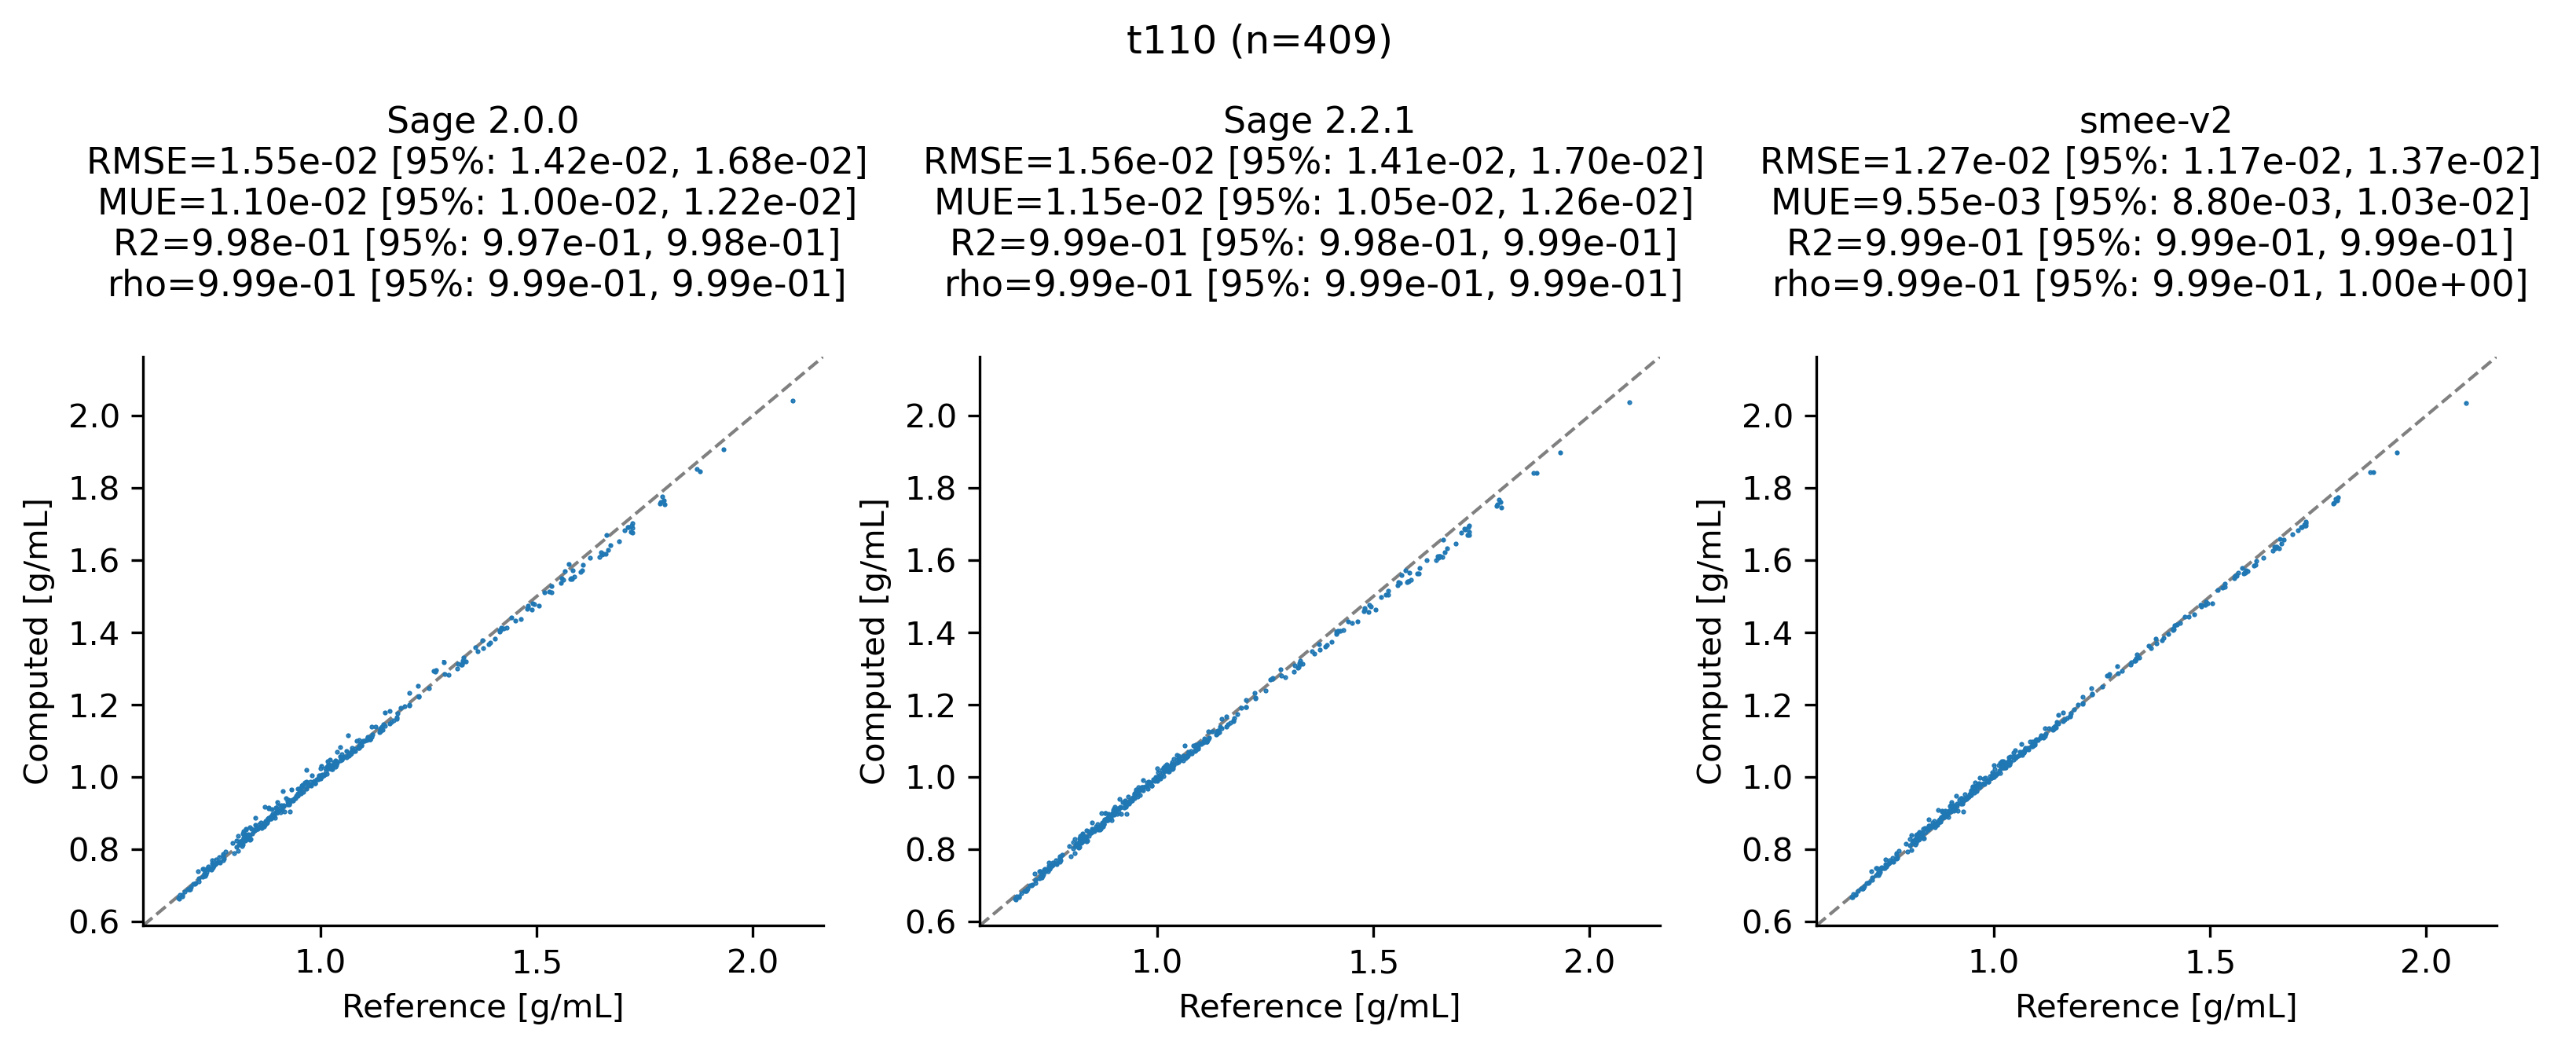 t110 (n=409)
Sage 2.0.0
RMSE=1.55e-02 [95%: 1.42e-02, 1.68e-02]
MUE=1.10e-02 [95%: 1.00e-02, 1.22e-02]
R2=9.98e-01 [95%: 9.97e-01, 9.98e-01]
rho=9.99e-01 [95%: 9.99e-01, 9.99e-01]
2.0
1.8
1.6
1.4
1.2
1.0
0.8
0.6
Computed [g/mL]
1.0 1.5 2.0
Reference [g/mL]
Sage 2.2.1
RMSE=1.56e-02 [95%: 1.41e-02, 1.70e-02]
MUE=1.15e-02 [95%: 1.05e-02, 1.26e-02]
R2=9.99e-01 [95%: 9.98e-01, 9.99e-01]
rho=9.99e-01 [95%: 9.99e-01, 9.99e-01]
2.0
1.8
1.6
1.4
1.2
1.0
0.8
0.6
Computed [g/mL]
1.0 1.5 2.0
Reference [g/mL]
smee-v2
RMSE=1.27e-02 [95%: 1.17e-02, 1.37e-02]
MUE=9.55e-03 [95%: 8.80e-03, 1.03e-02]
R2=9.99e-01 [95%: 9.99e-01, 9.99e-01]
rho=9.99e-01 [95%: 9.99e-01, 1.00e+00]
2.0
1.8
1.6
1.4
1.2
1.0
0.8
0.6
Computed [g/mL]
1.0 1.5 2.0
Reference [g/mL]